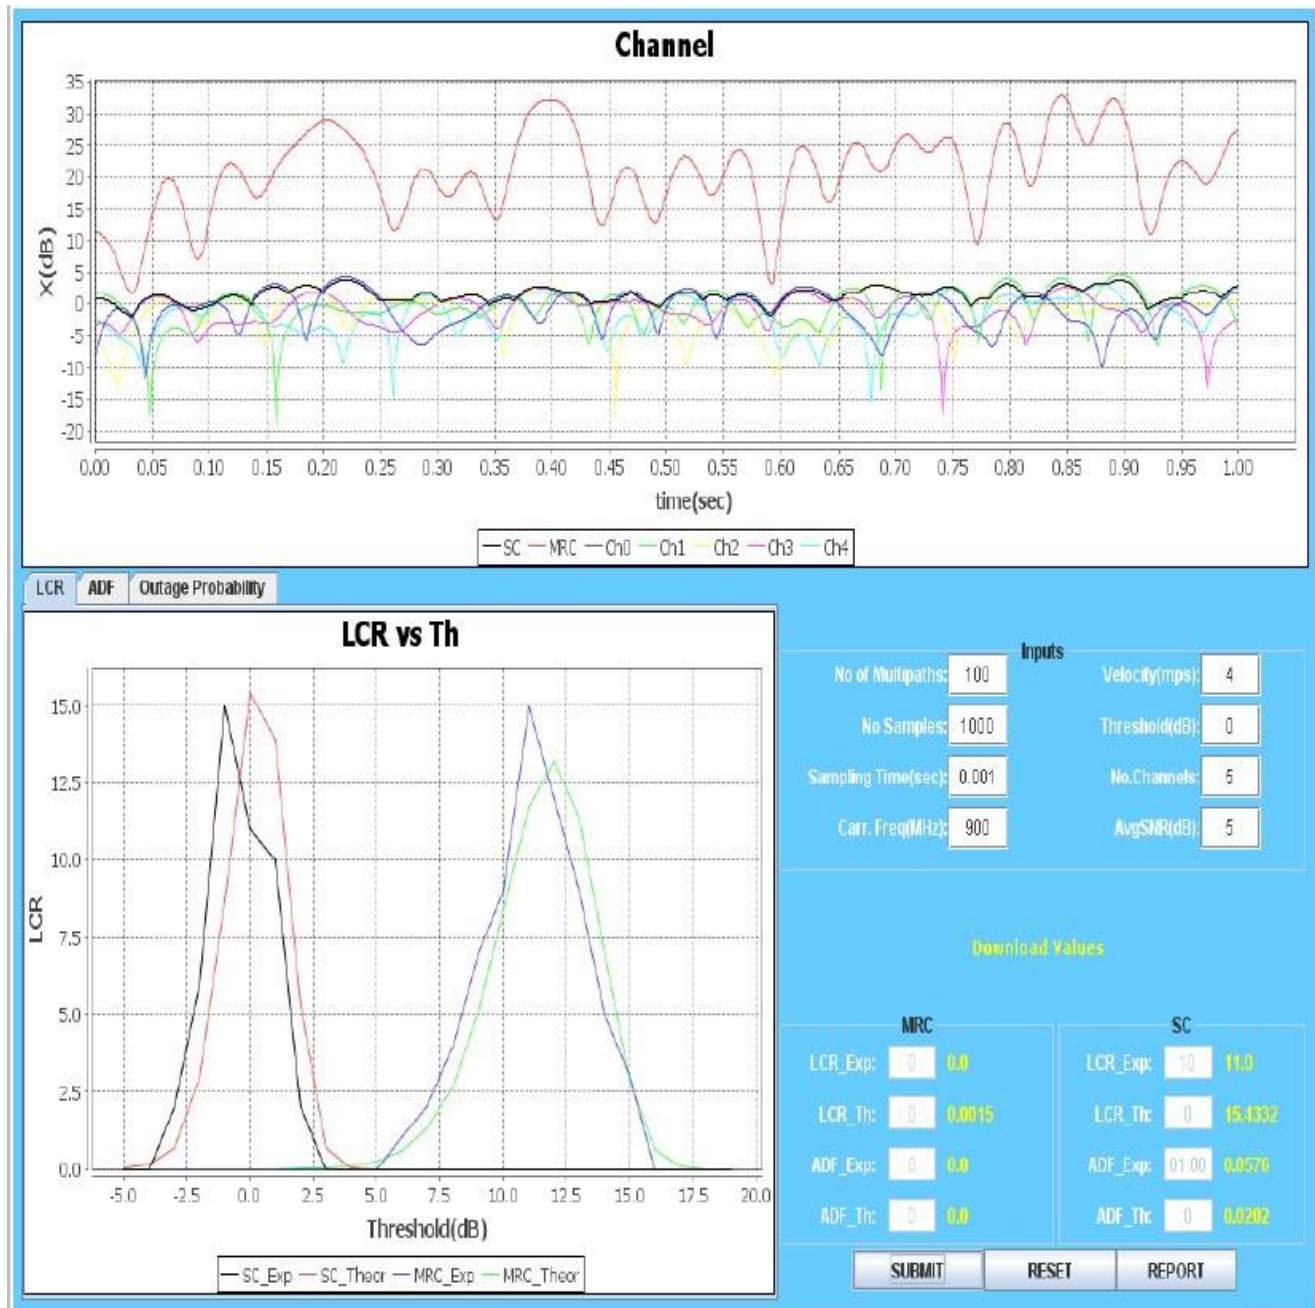 Channel
35
30
25
20
15
10
5
0
-5
-10
-15
-20
X(dB)
0.00 0.05 0.10 0.15 0.20 0.25 0.30 0.35 0.40 0.45 0.50 0.55 0.60 0.65 0.70 0.75 0.80 0.85 0.90 0.95 1.00
time(sec)
SC MRC Ch0 Ch1 Ch2 Ch3 Ch4
LCR ADF Outage Probability
LCR vs Th
15.0
12.5
10.0
7.5
5.0
2.5
0.0
LCR
-5.0 -2.5 0.0 2.5 5.0 7.5 10.0 12.5 15.0 17.5 20.0
Threshold(dB)
SC_Exp SC_Theor MRC_Exp MRC_Theor
Inputs
No of Multipaths: 100 Velocity(mps): 4
No Samples: 1000 Threshold(dB): 0
Sampling Time(sec): 0.001 No.Channels: 5
Carr. Freq(MHz): 900 AvgSNR(dB): 5
Download Values
MRC
LCR_Exp: 0 0.0
LCR_Th: 0 0.0015
ADF_Exp: 0 0.0
ADF_Th: 0 0.0
SC
LCR_Exp: 10 11.0
LCR_Th: 0 15.4332
ADF_Exp: 01 00 0.0576
ADF_Th: 0 0.0202
SUBMIT RESET REPORT